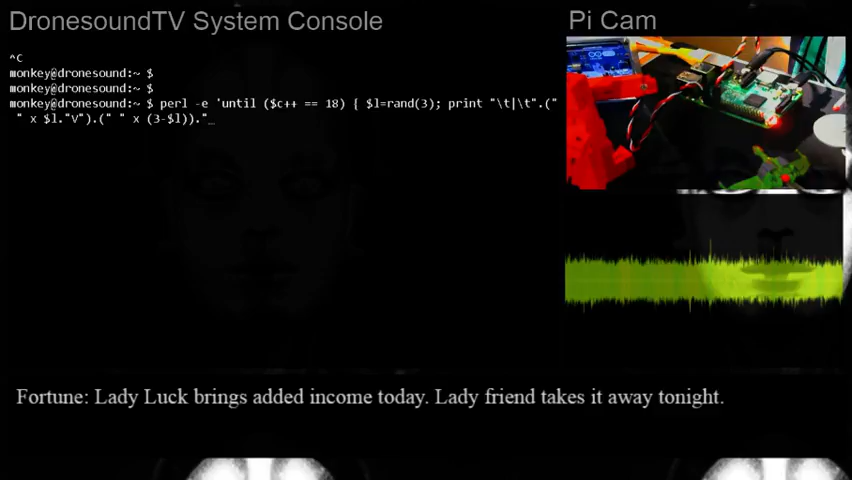 DronesoundTV System Console
Pi Cam
^C
monkey@dronesound:~ $
monkey@dronesound:~ $
monkey@dronesound:~ $ perl -e 'until ($c++ == 18) { $l=rand(3); print "\t|\t".("
" x $l."V").(" " x (3-$l))."_
Fortune: Lady Luck brings added income today. Lady friend takes it away tonight.